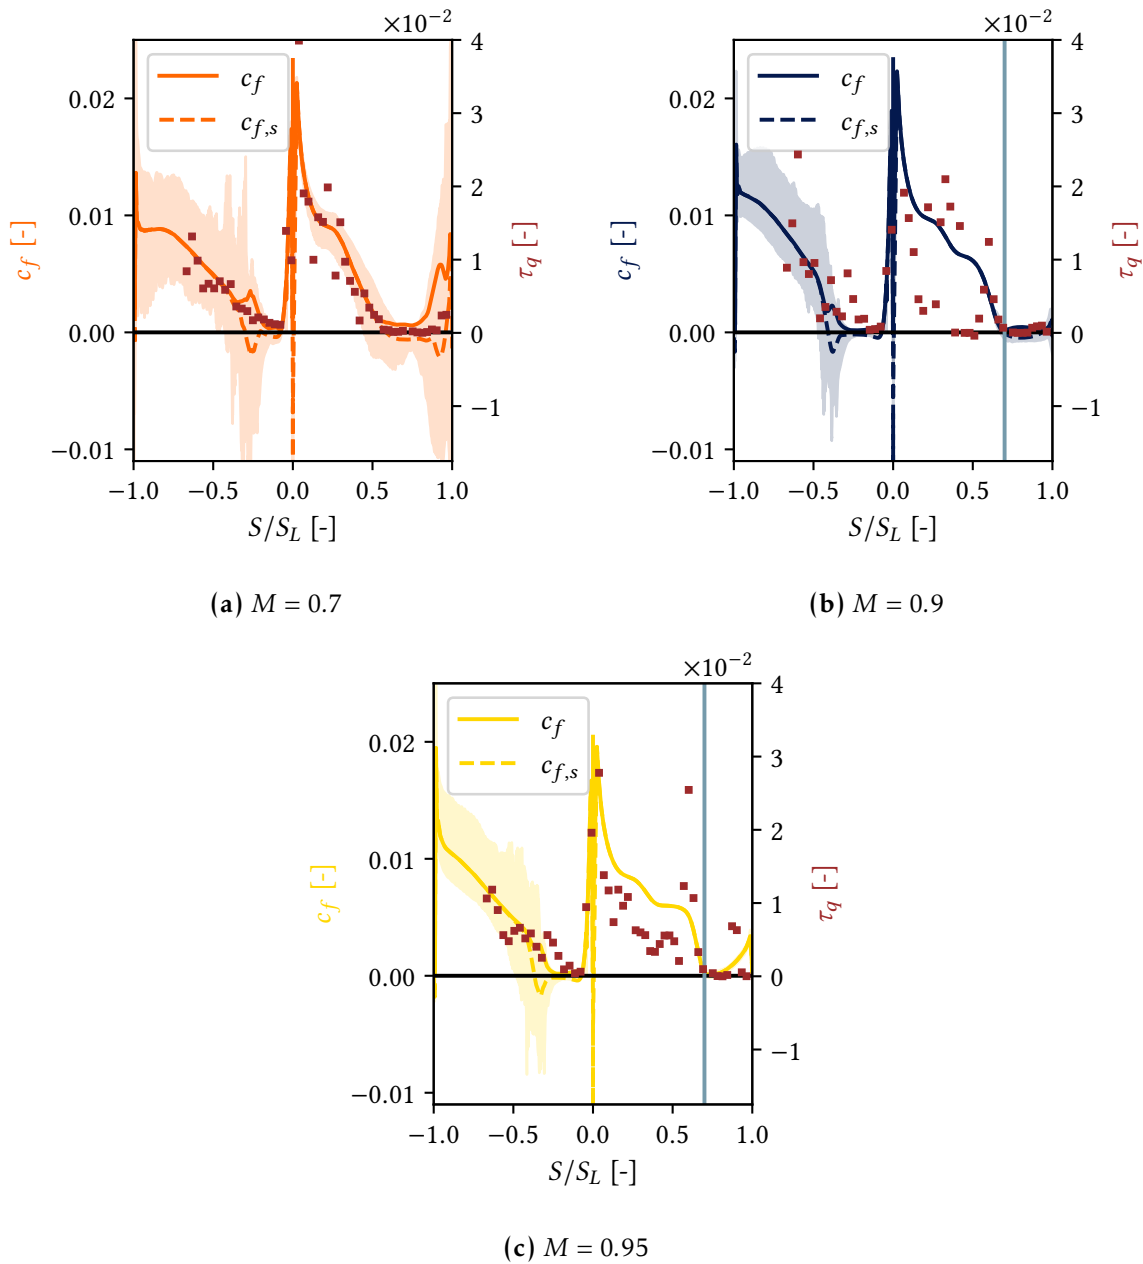 ×10⁻² ×10⁻²
c_f c_f
c_{f,s} c_{f,s}
4 4
0.02 3 0.02 3
2 2
0.01 1 0.01 1
0.00 0 0.00 0
−1 −1
−0.01 −0.01
c_f [-] τ_q [-] c_f [-] τ_q [-]
−1.0 −0.5 0.0 0.5 1.0 −1.0 −0.5 0.0 0.5 1.0
S/S_L [-] S/S_L [-]
(a) M = 0.7 (b) M = 0.9
×10⁻²
c_f
c_{f,s}
4
0.02 3
2
0.01 1
0.00 0
−1
−0.01
c_f [-] τ_q [-]
−1.0 −0.5 0.0 0.5 1.0
S/S_L [-]
(c) M = 0.95